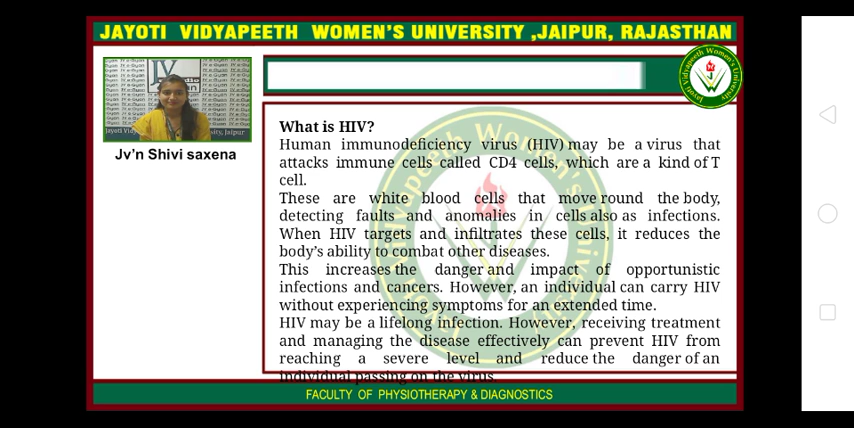 JAYOTI VIDYAPEETH WOMEN'S UNIVERSITY ,JAIPUR, RAJASTHAN
Jv'n Shivi saxena
What is HIV?
Human immunodeficiency virus (HIV) may be a virus that
attacks immune cells called CD4 cells, which are a kind of T
cell.
These are white blood cells that move round the body,
detecting faults and anomalies in cells also as infections.
When HIV targets and infiltrates these cells, it reduces the
body's ability to combat other diseases.
This increases the danger and impact of opportunistic
infections and cancers. However, an individual can carry HIV
without experiencing symptoms for an extended time.
HIV may be a lifelong infection. However, receiving treatment
and managing the disease effectively can prevent HIV from
reaching a severe level and reduce the danger of an
individual passing on the virus.
FACULTY OF PHYSIOTHERAPY & DIAGNOSTICS